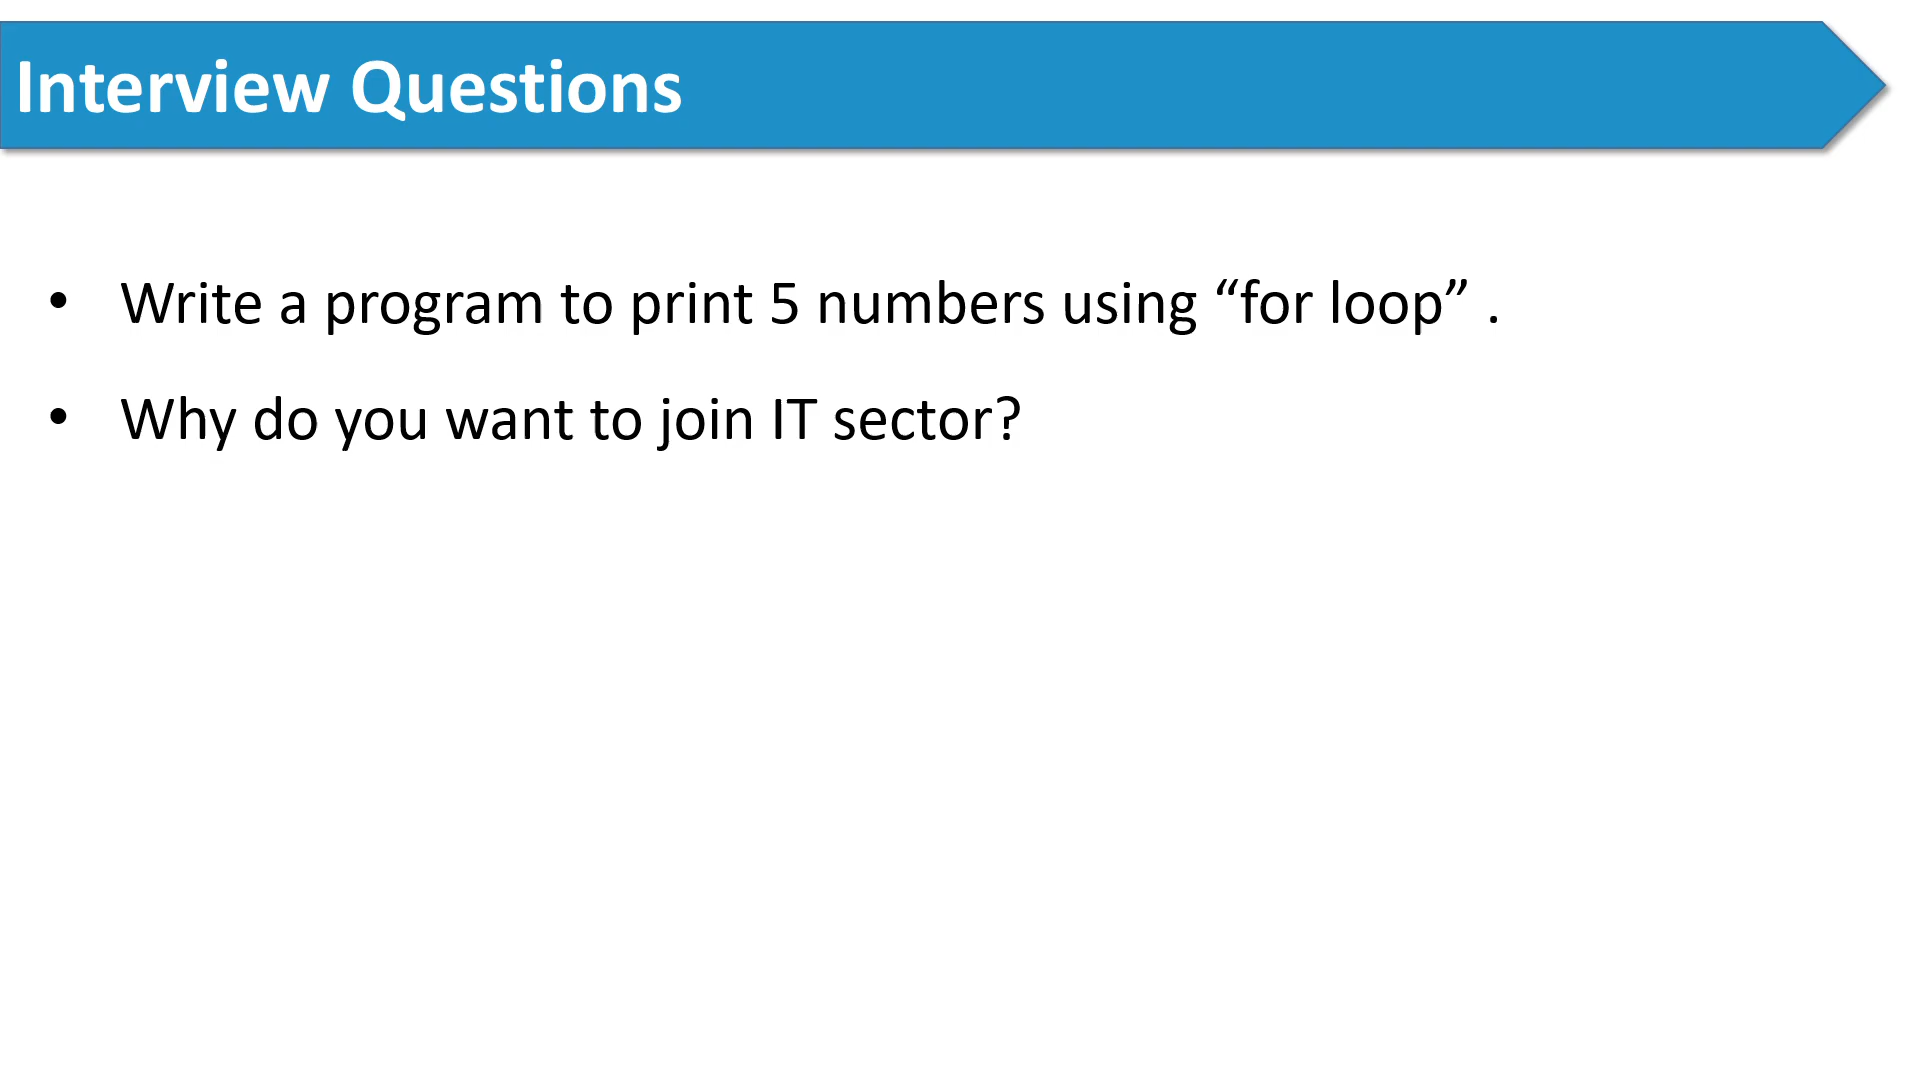 Interview Questions
• Write a program to print 5 numbers using “for loop” .
• Why do you want to join IT sector?